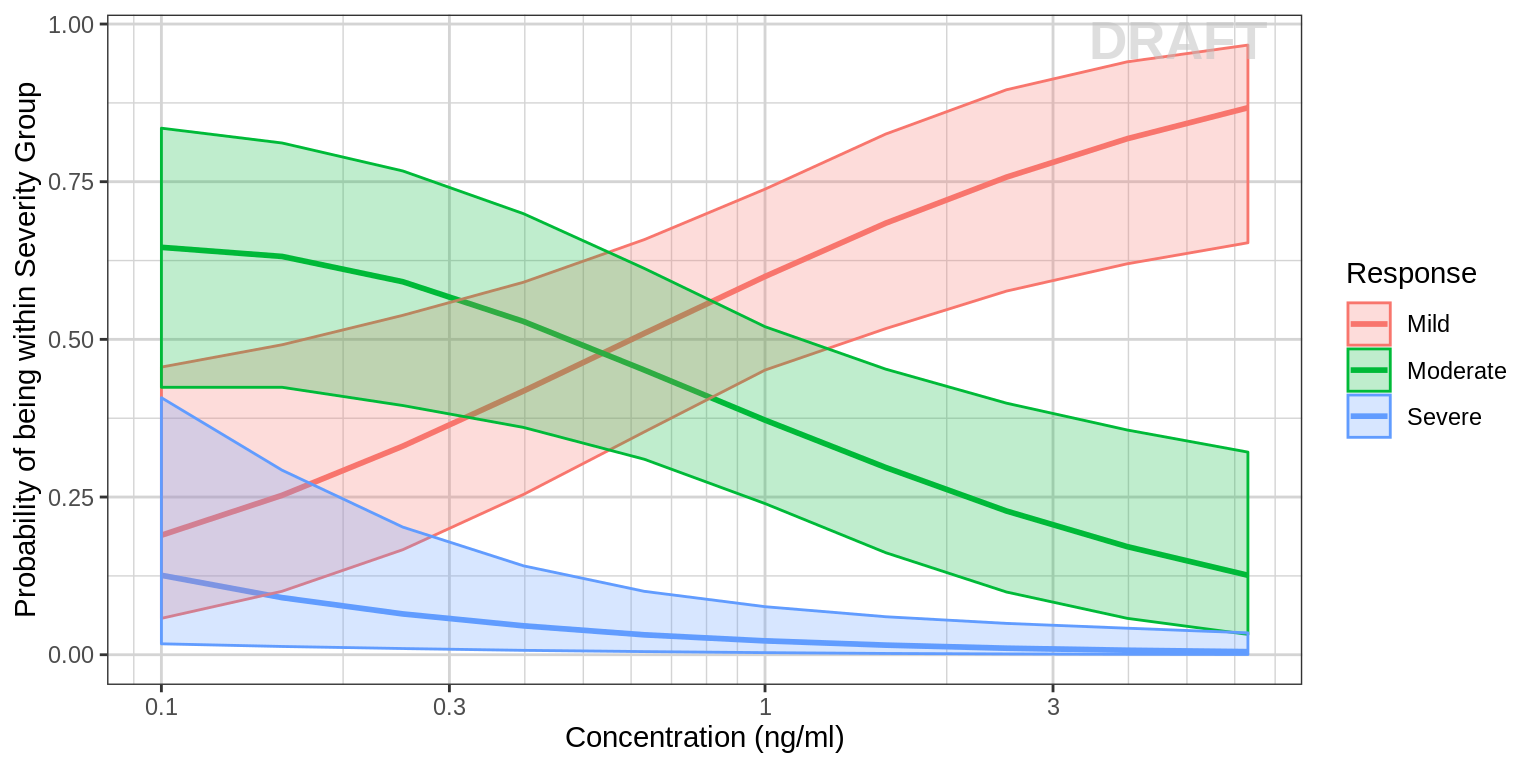 DRAFT
Probability of being within Severity Group
1.00
0.75
0.50
0.25
0.00
0.1 0.3 1 3
Concentration (ng/ml)
Response
Mild
Moderate
Severe